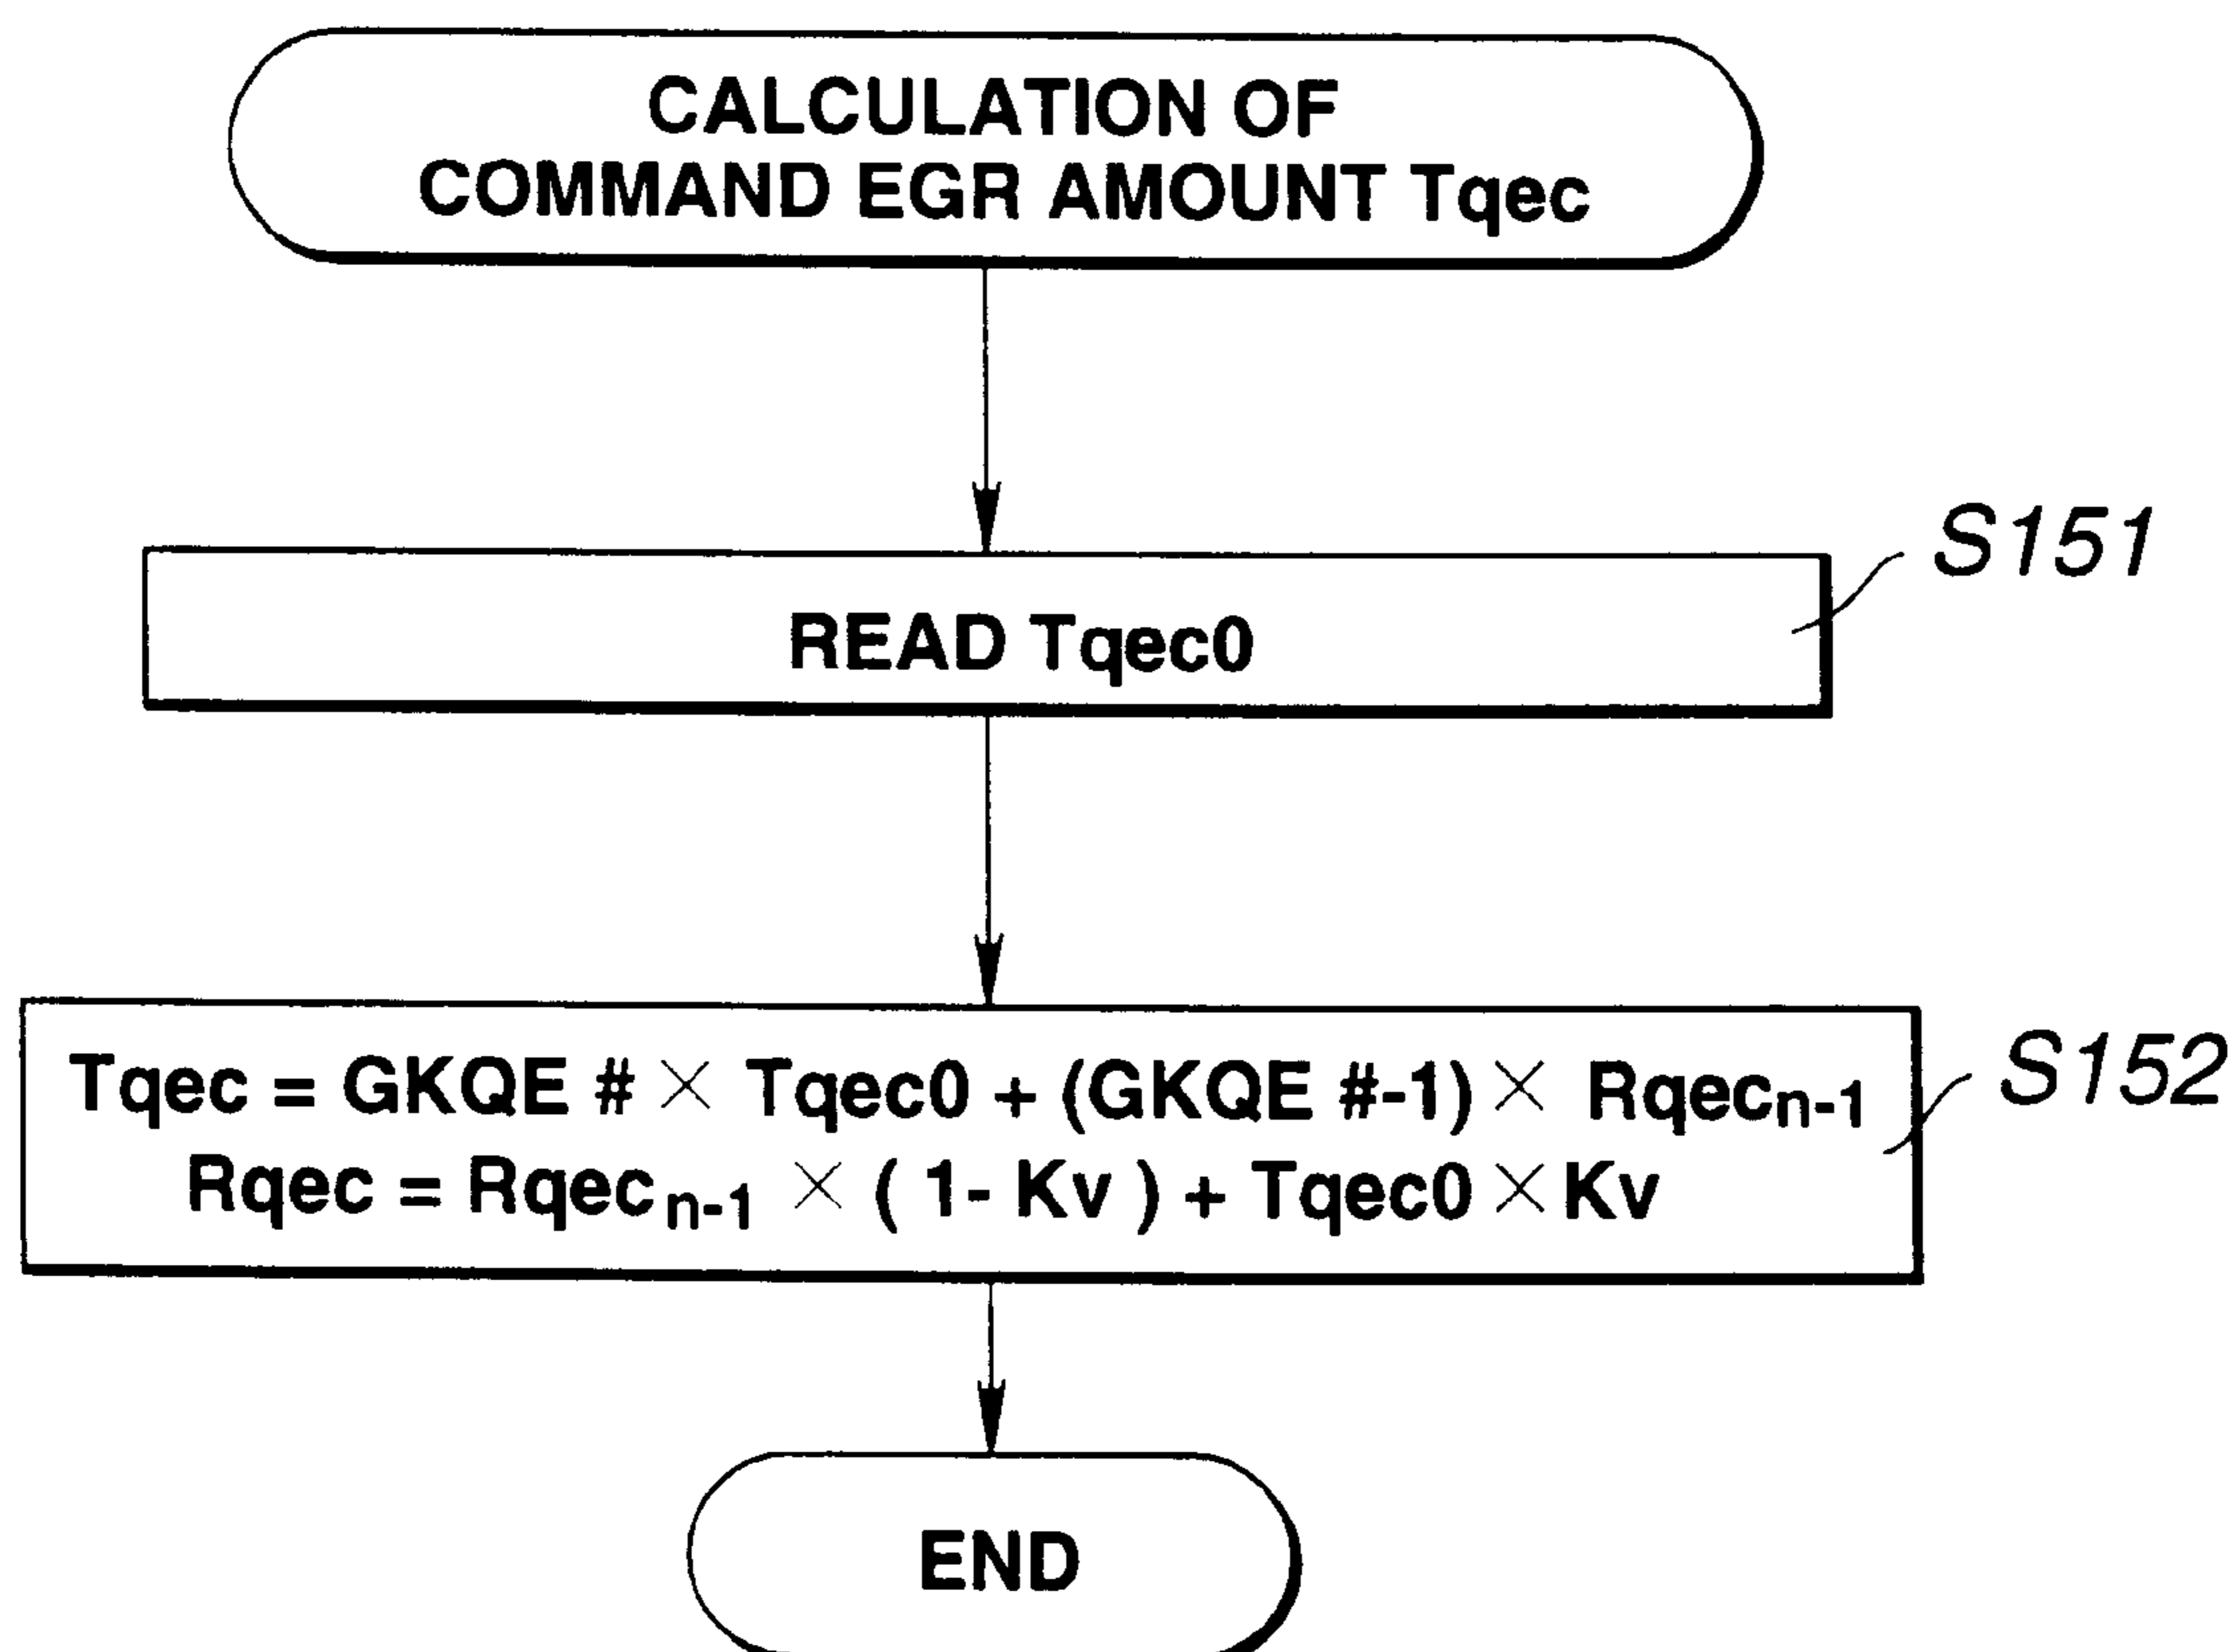 CALCULATION OF
COMMAND EGR AMOUNT Tqec
S151
READ Tqec0
Tqec = GKQE # × Tqec0 + (GKQE #-1) × Rqecn-1
S152
Rqec = Rqec n-1 × ( 1- Kv ) + Tqec0 × Kv
END